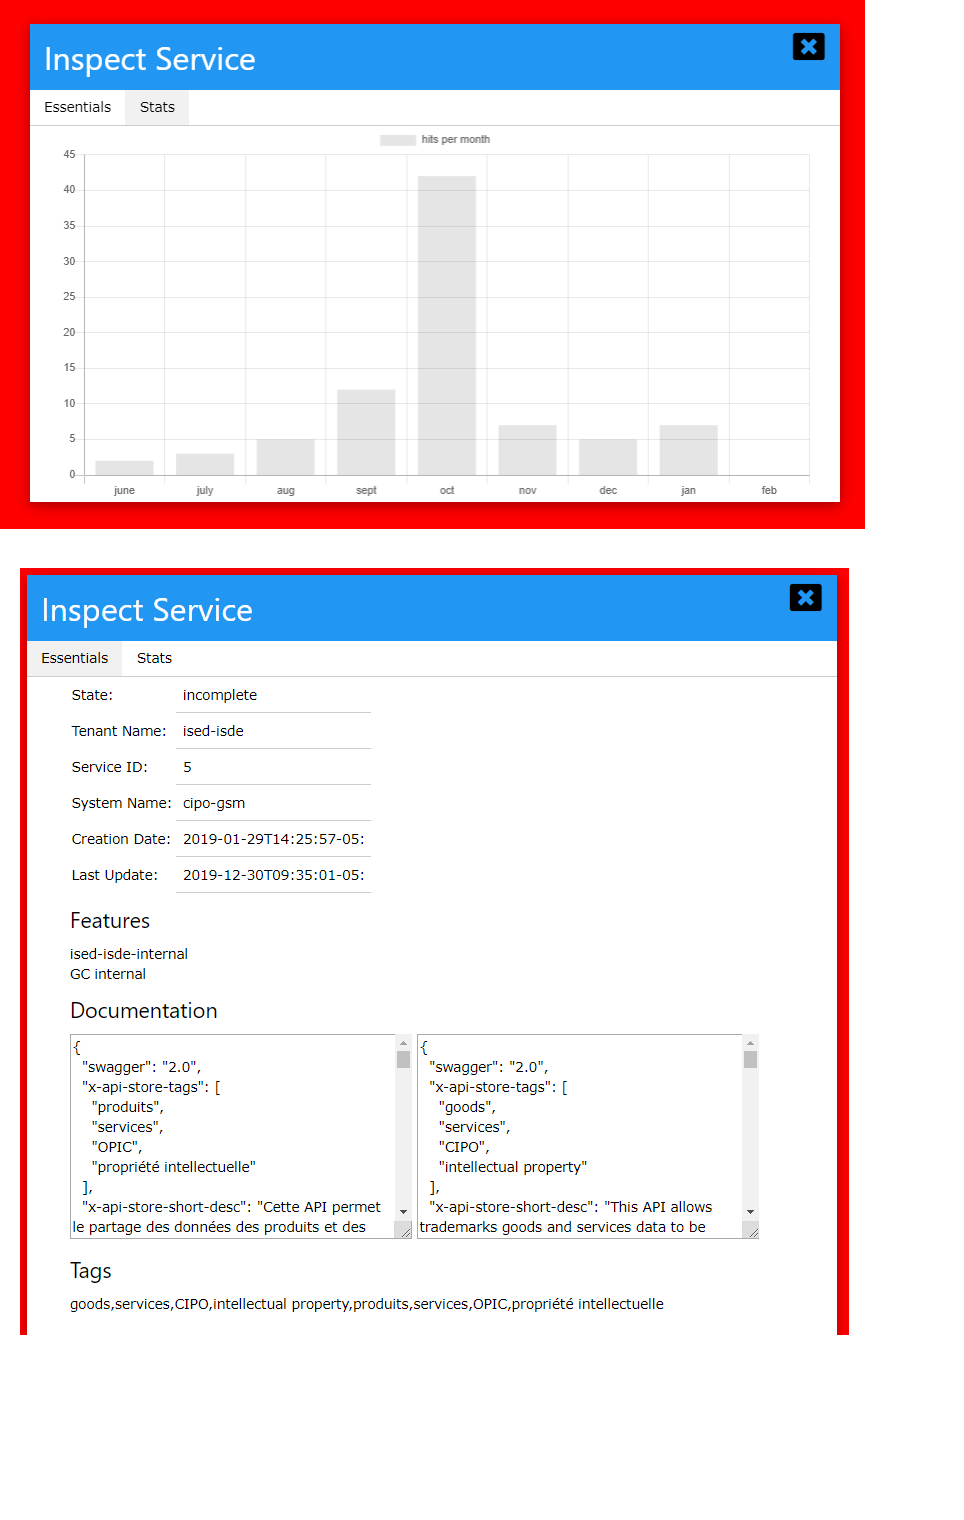 Inspect Service
Essentials Stats
hits per month
45
40
35
30
25
20
15
10
5
0
june july aug sept oct nov dec jan feb
Inspect Service
Essentials Stats
State: incomplete
Tenant Name: ised-isde
Service ID: 5
System Name: cipo-gsm
Creation Date: 2019-01-29T14:25:57-05:
Last Update: 2019-12-30T09:35:01-05:
Features
ised-isde-internal
GC internal
Documentation
{
"swagger": "2.0",
"x-api-store-tags": [
"produits",
"services",
"OPIC",
"propriété intellectuelle"
],
"x-api-store-short-desc": "Cette API permet
le partage des données des produits et des
{
"swagger": "2.0",
"x-api-store-tags": [
"goods",
"services",
"CIPO",
"intellectual property"
],
"x-api-store-short-desc": "This API allows
trademarks goods and services data to be
Tags
goods,services,CIPO,intellectual property,produits,services,OPIC,propriété intellectuelle